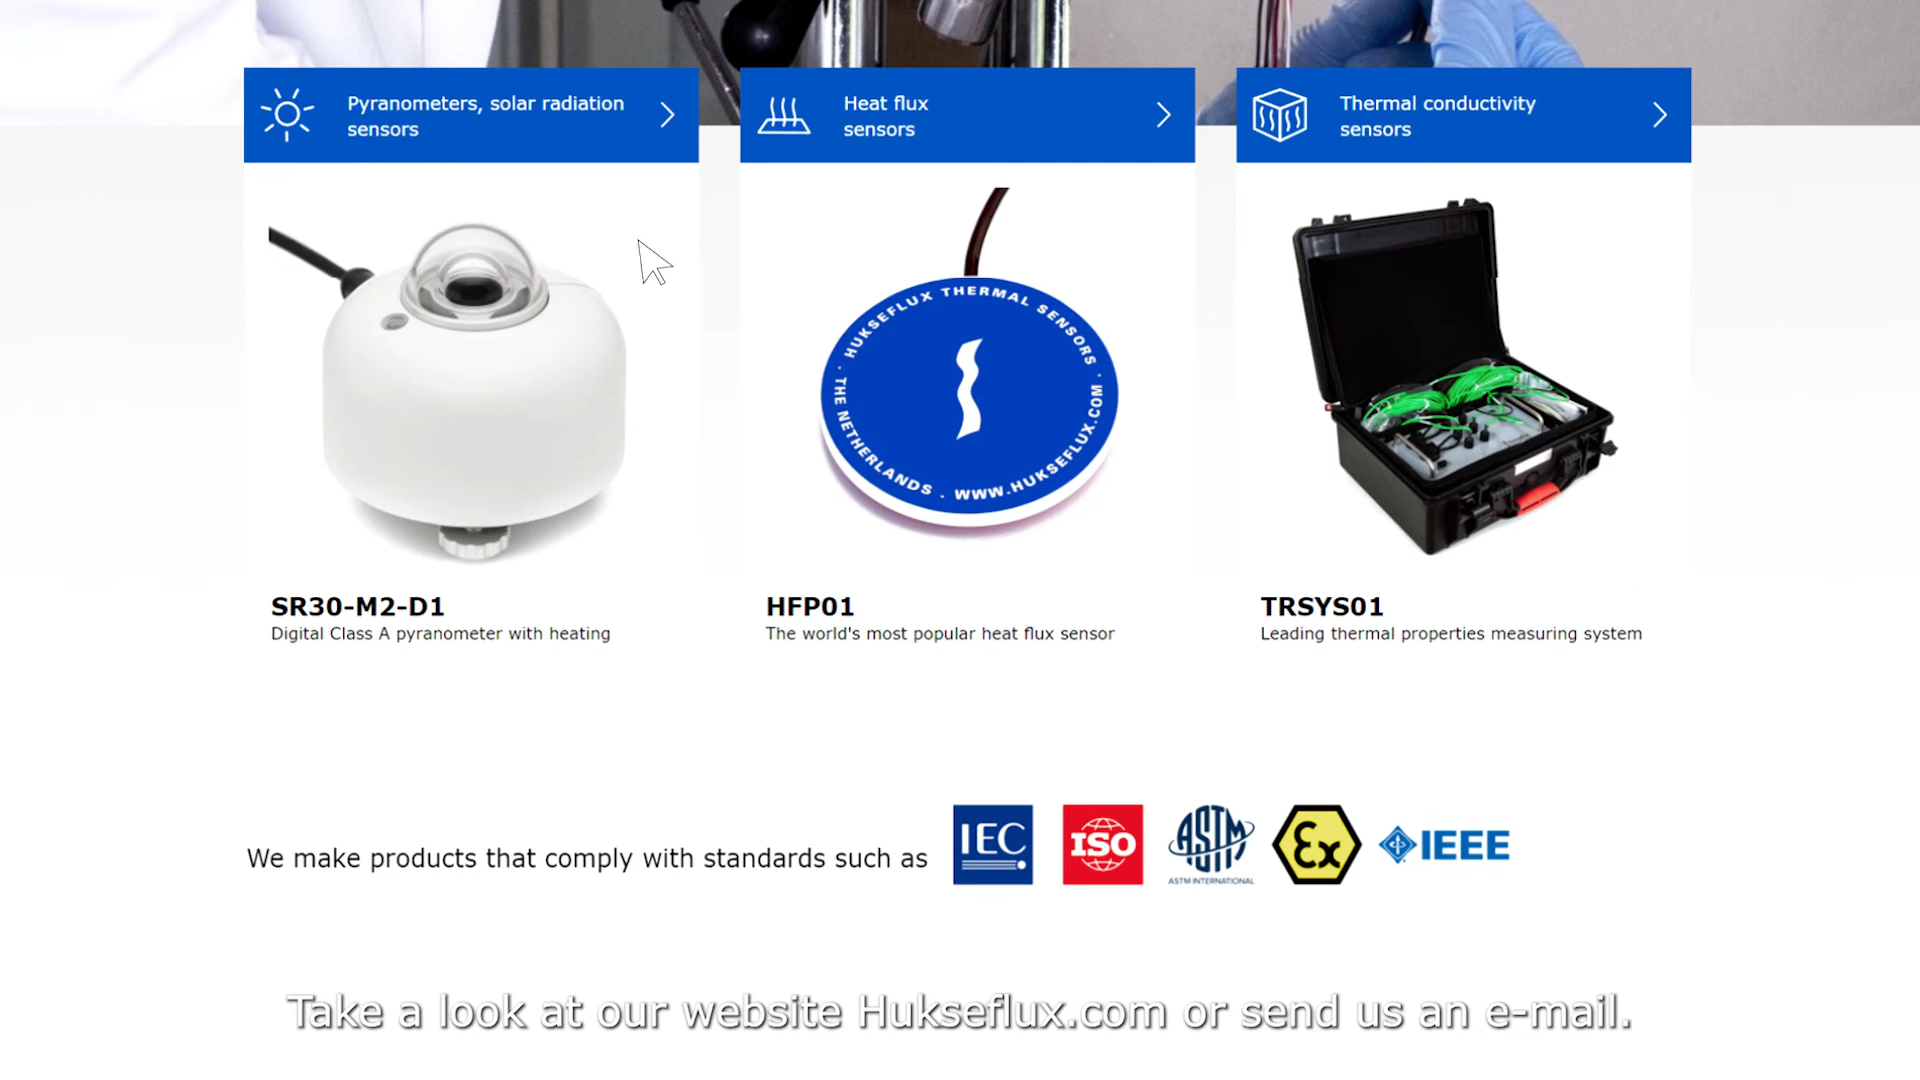 Pyranometers, solar radiation
sensors
Heat flux
sensors
Thermal conductivity
sensors
· HUKSEFLUX THERMAL SENSORS · WWW.HUKSEFLUX.COM · THE NETHERLANDS
SR30-M2-D1
Digital Class A pyranometer with heating
HFP01
The world's most popular heat flux sensor
TRSYS01
Leading thermal properties measuring system
We make products that comply with standards such as
IEC
ISO
ASTM
ASTM INTERNATIONAL
Ex
IEEE
Take a look at our website Hukseflux.com or send us an e-mail.